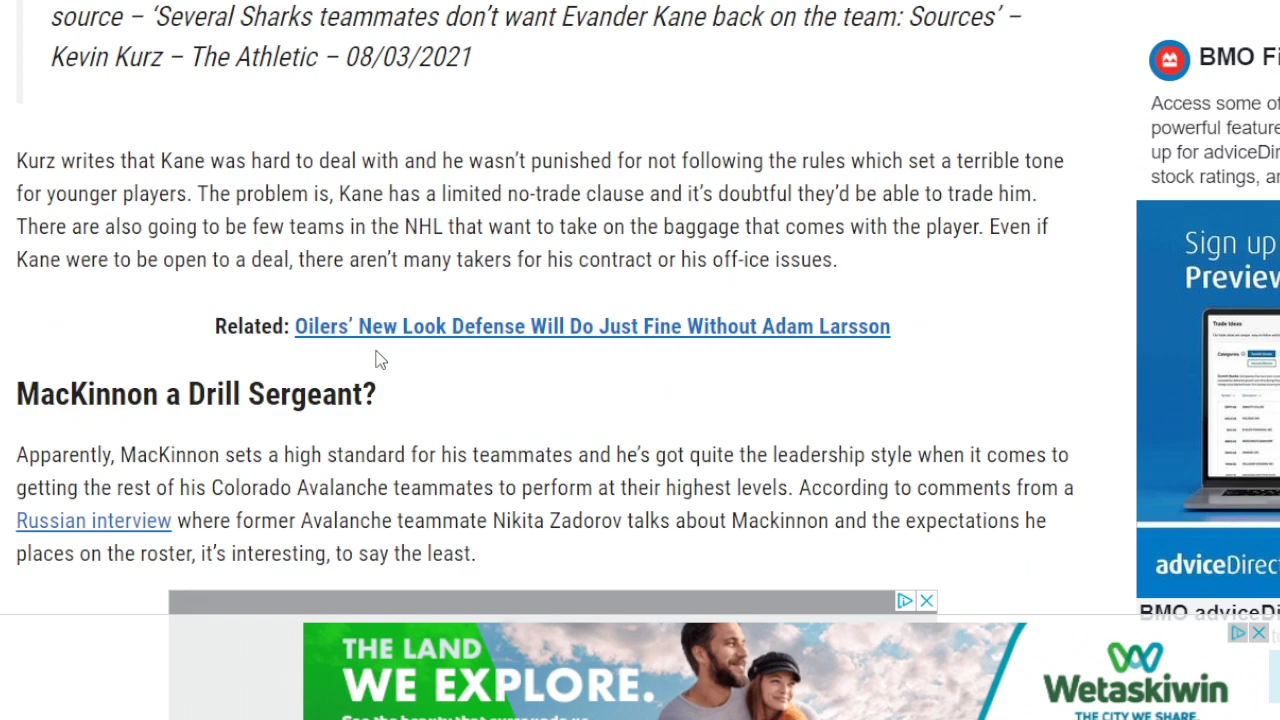 source – ‘Several Sharks teammates don’t want Evander Kane back on the team: Sources’ –
Kevin Kurz – The Athletic – 08/03/2021
Kurz writes that Kane was hard to deal with and he wasn’t punished for not following the rules which set a terrible tone
for younger players. The problem is, Kane has a limited no-trade clause and it’s doubtful they’d be able to trade him.
There are also going to be few teams in the NHL that want to take on the baggage that comes with the player. Even if
Kane were to be open to a deal, there aren’t many takers for his contract or his off-ice issues.
Related: Oilers’ New Look Defense Will Do Just Fine Without Adam Larsson
MacKinnon a Drill Sergeant?
Apparently, MacKinnon sets a high standard for his teammates and he’s got quite the leadership style when it comes to
getting the rest of his Colorado Avalanche teammates to perform at their highest levels. According to comments from a
Russian interview where former Avalanche teammate Nikita Zadorov talks about Mackinnon and the expectations he
places on the roster, it’s interesting, to say the least.
BMO Fi
Access some of
powerful feature
up for adviceDir
stock ratings, an
Sign up
Preview
Trade Ideas
Categories
adviceDirec
BMO adviceDi
THE LAND
WE EXPLORE.
See the beauty that surrounds us
Wetaskiwin
THE CITY WE SHARE.